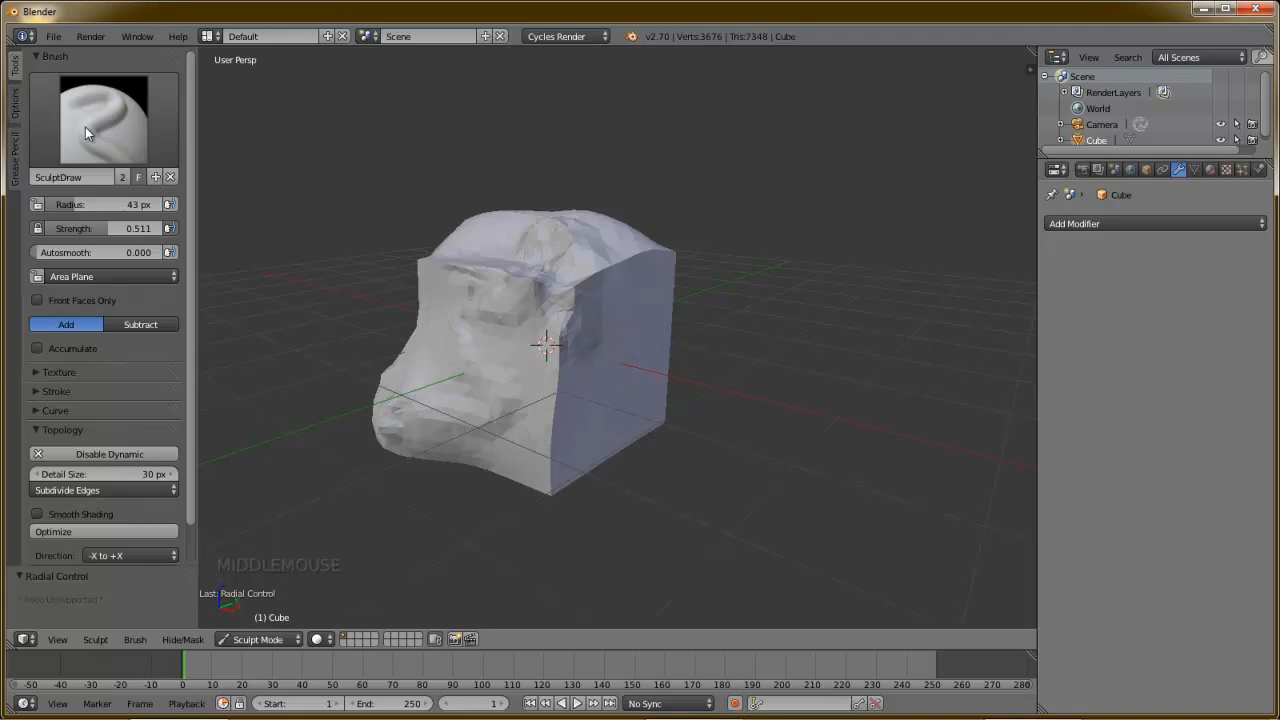 Blender
File Render Window Help Default Scene Cycles Render v2.70 | Verts:3676 | Tris:7348 | Cube
Tools
Options
Grease Pencil
Brush
SculptDraw 2 F
Radius: 43 px
Strength: 0.511
Autosmooth: 0.000
Area Plane
Front Faces Only
Add Subtract
Accumulate
Texture
Stroke
Curve
Topology
Disable Dynamic
Detail Size: 30 px
Subdivide Edges
Smooth Shading
Optimize
Direction: -X to +X
Radial Control
Redo Unsupported *
User Persp
MIDDLEMOUSE
Last: Radial Control
(1) Cube
View Search All Scenes
Scene
RenderLayers
World
Camera
Cube
Cube
Add Modifier
View Sculpt Brush Hide/Mask Sculpt Mode
-50 -40 -30 -20 -10 0 10 20 30 40 50 60 70 80 90 100 110 120 130 140 150 160 170 180 190 200 210 220 230 240 250 260 270 280
View Marker Frame Playback Start: 1 End: 250 1 No Sync